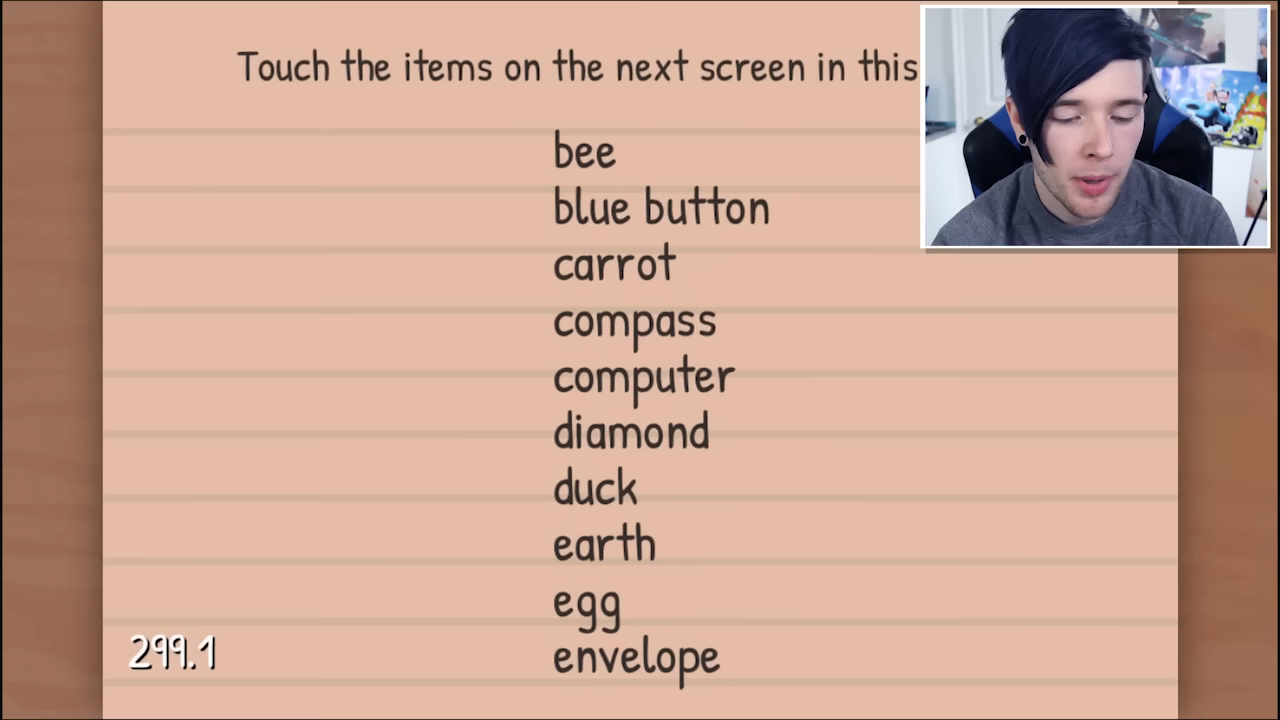 Touch the items on the next screen in this
bee
blue button
carrot
compass
computer
diamond
duck
earth
egg
envelope
299.1